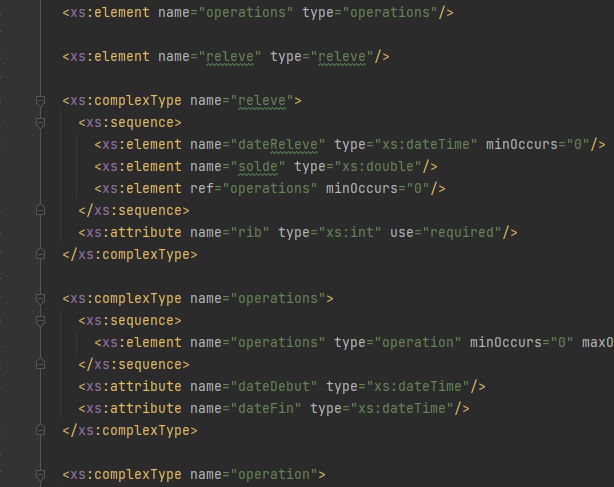 <xs:element name="operations" type="operations"/>
<xs:element name="releve" type="releve"/>
<xs:complexType name="releve">
<xs:sequence>
<xs:element name="dateReleve" type="xs:dateTime" minOccurs="0"/>
<xs:element name="solde" type="xs:double"/>
<xs:element ref="operations" minOccurs="0"/>
</xs:sequence>
<xs:attribute name="rib" type="xs:int" use="required"/>
</xs:complexType>
<xs:complexType name="operations">
<xs:sequence>
<xs:element name="operations" type="operation" minOccurs="0" maxO
</xs:sequence>
<xs:attribute name="dateDebut" type="xs:dateTime"/>
<xs:attribute name="dateFin" type="xs:dateTime"/>
</xs:complexType>
<xs:complexType name="operation">